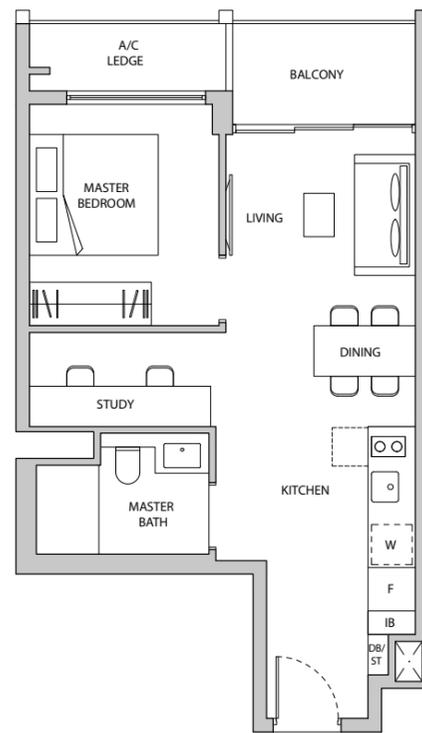 A/C
LEDGE
BALCONY
MASTER
BEDROOM
LIVING
DINING
STUDY
KITCHEN
MASTER
BATH
W
F
IB
DB/
ST